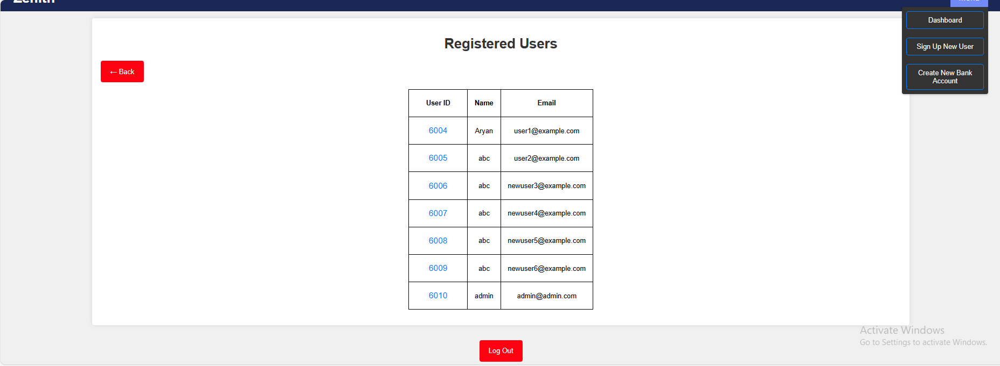 Zenith
Menu
Dashboard
Sign Up New User
Create New Bank
Account
Registered Users
← Back
User ID Name Email
6004 Aryan user1@example.com
6005 abc user2@example.com
6006 abc newuser3@example.com
6007 abc newuser4@example.com
6008 abc newuser5@example.com
6009 abc newuser6@example.com
6010 admin admin@admin.com
Activate Windows
Go to Settings to activate Windows.
Log Out